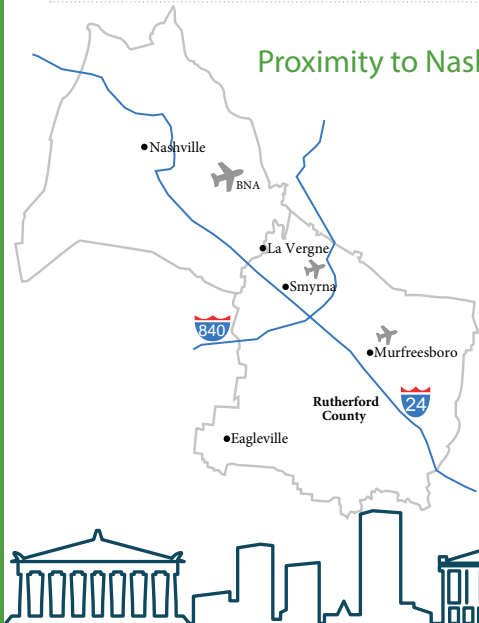 Proximity to Nash
Nashville
BNA
La Vergne
Smyrna
840
Murfreesboro
Rutherford
County
24
Eagleville